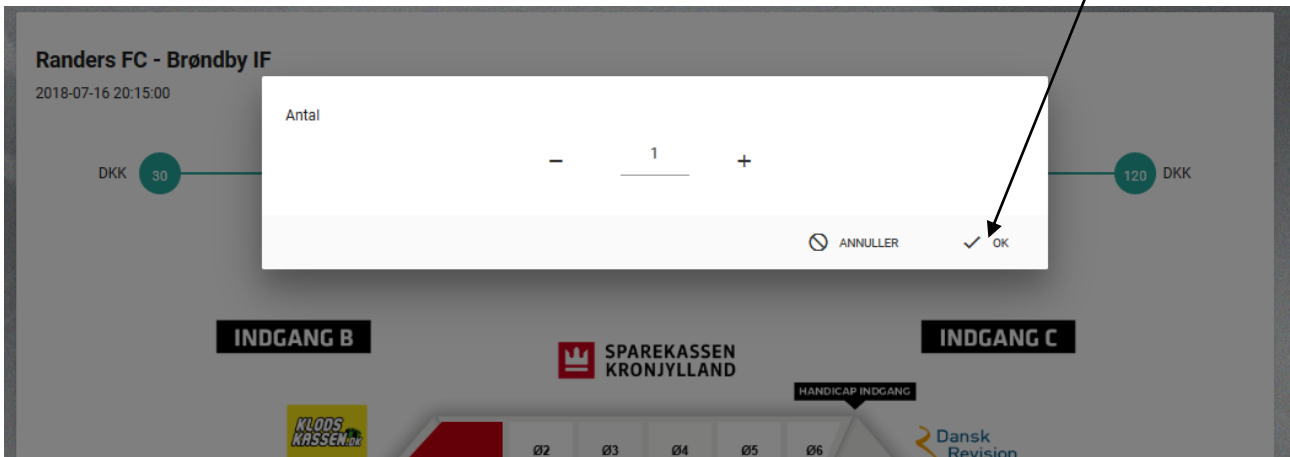 Randers FC - Brøndby IF
2018-07-16 20:15:00
Antal
− 1 +
DKK 30
120 DKK
ANNULLER
OK
INDGANG B
INDGANG C
SPAREKASSEN
KRONJYLLAND
HANDICAP INDGANG
KLODS
KASSEN.DK
Dansk
Revision
Ø2 Ø3 Ø4 Ø5 Ø6